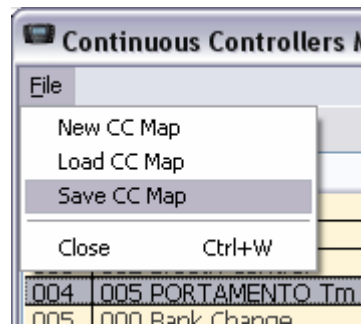 Continuous Controllers
File
New CC Map
Load CC Map
Save CC Map
Close Ctrl+W
004 005 PORTAMENTO Tm
005 000 Bank Change